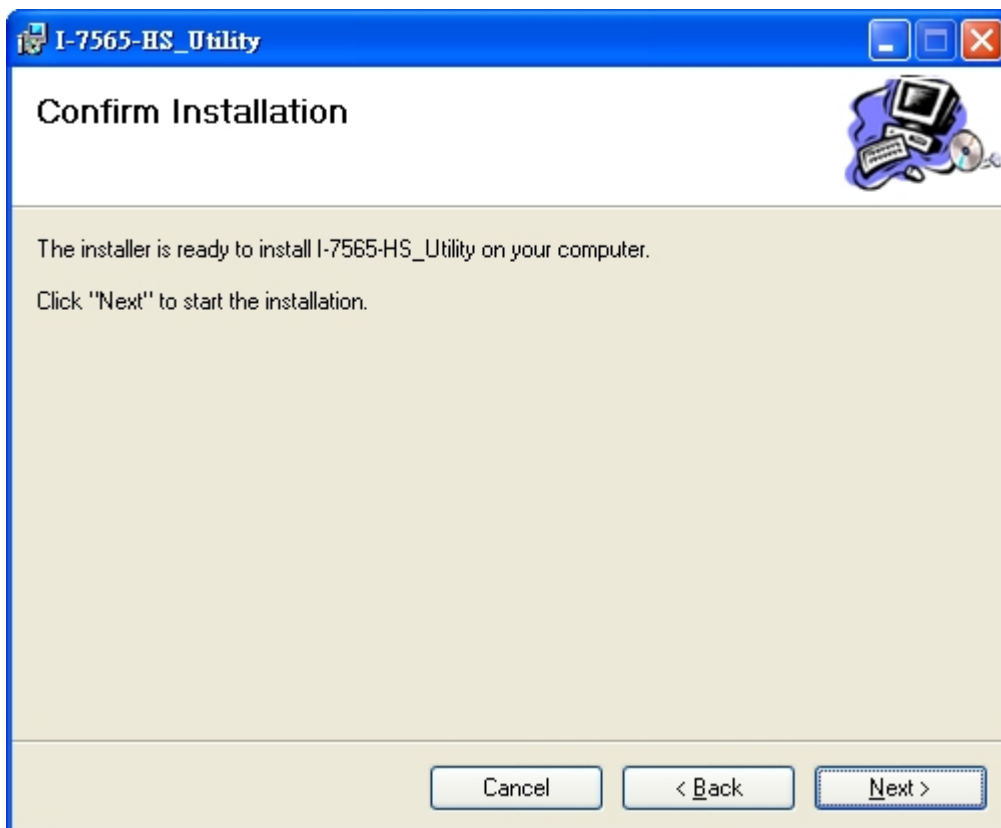 I-7565-HS_Utility
Confirm Installation
The installer is ready to install I-7565-HS_Utility on your computer.
Click "Next" to start the installation.
Cancel
< Back
Next >